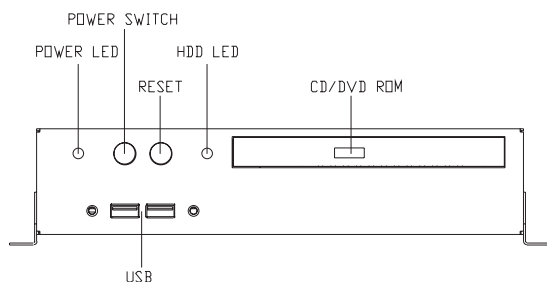 POWER SWITCH
POWER LED
HDD LED
RESET
CD/DVD ROM
USB